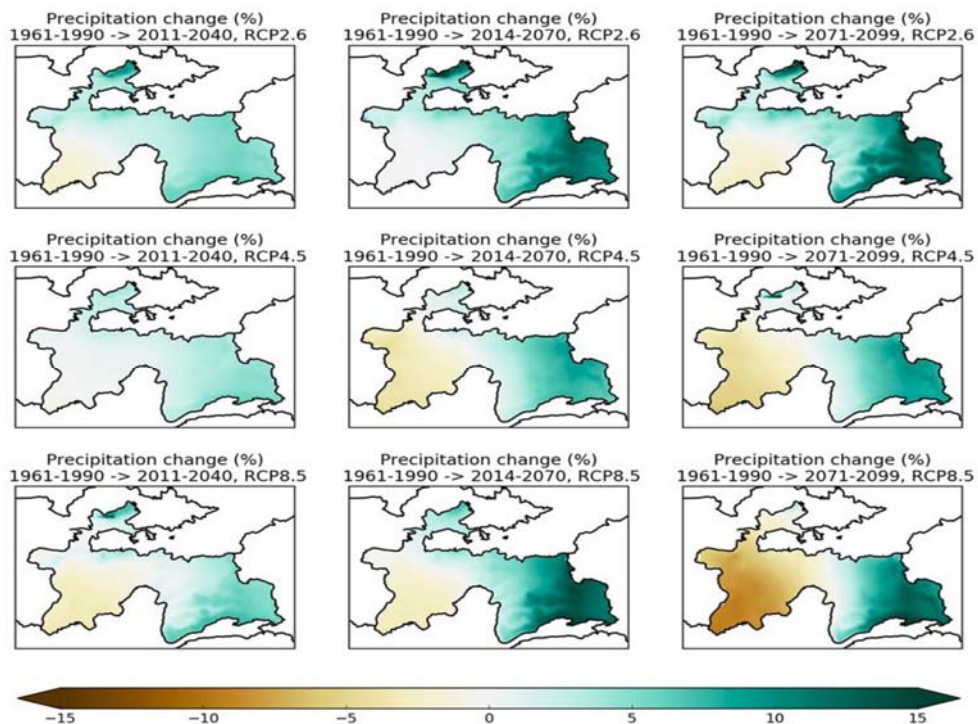 Precipitation change (%)
1961-1990 -> 2011-2040, RCP2.6
Precipitation change (%)
1961-1990 -> 2014-2070, RCP2.6
Precipitation change (%)
1961-1990 -> 2071-2099, RCP2.6
Precipitation change (%)
1961-1990 -> 2011-2040, RCP4.5
Precipitation change (%)
1961-1990 -> 2014-2070, RCP4.5
Precipitation change (%)
1961-1990 -> 2071-2099, RCP4.5
Precipitation change (%)
1961-1990 -> 2011-2040, RCP8.5
Precipitation change (%)
1961-1990 -> 2014-2070, RCP8.5
Precipitation change (%)
1961-1990 -> 2071-2099, RCP8.5
−15 −10 −5 0 5 10 15